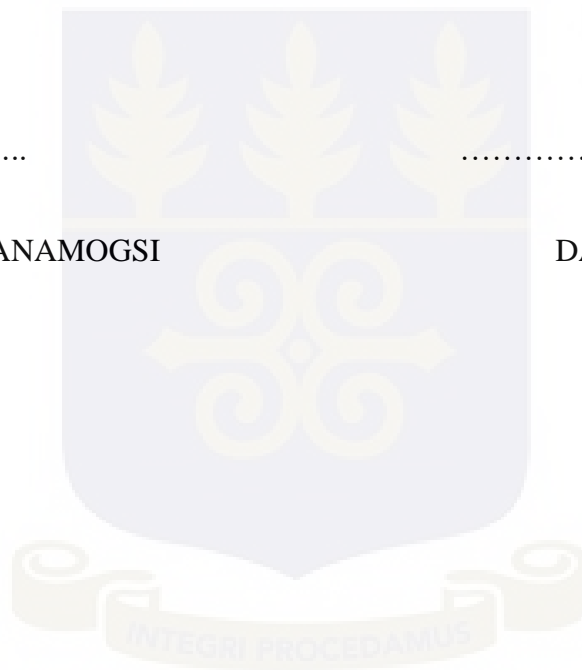 ….. …………
ANAMOGSI DA
INTEGRI PROCEDAMUS